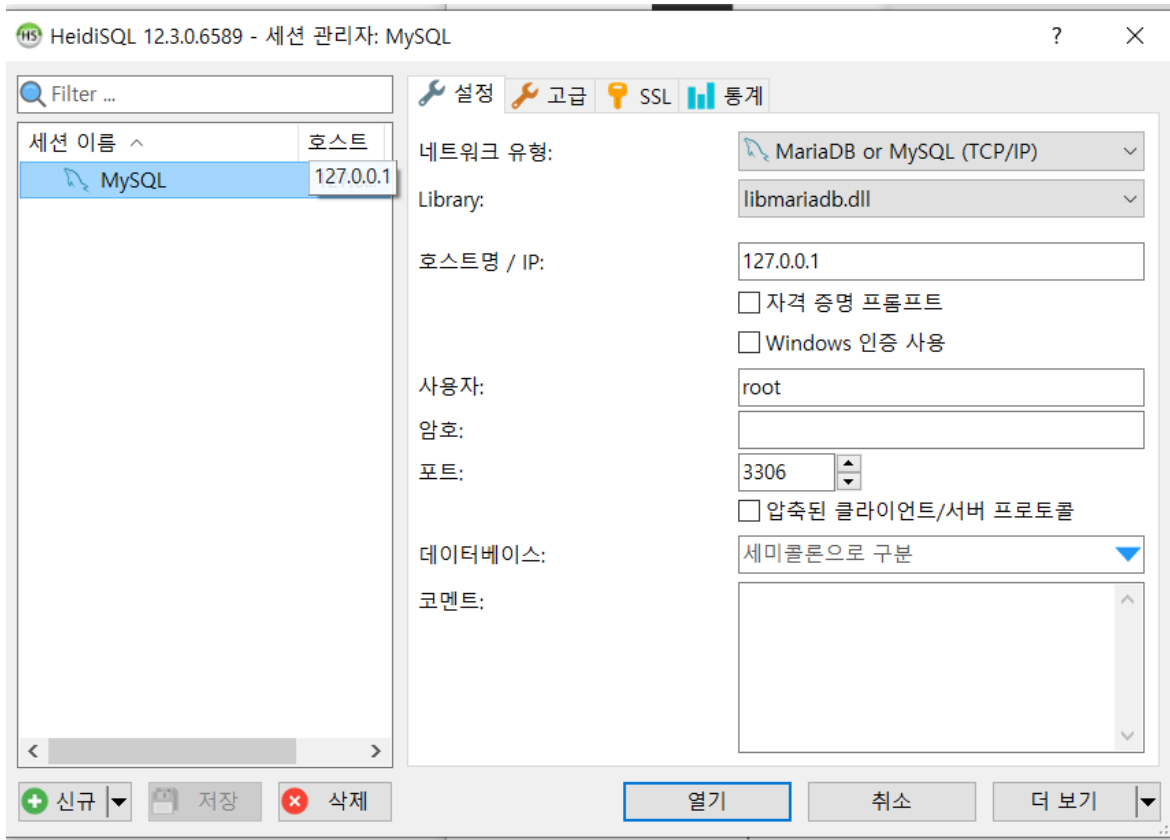 HeidiSQL 12.3.0.6589 - 세션 관리자: MySQL
Filter ...
세션 이름 호스트
MySQL 127.0.0.1
설정 고급 SSL 통계
네트워크 유형: MariaDB or MySQL (TCP/IP)
Library: libmariadb.dll
호스트명 / IP: 127.0.0.1
자격 증명 프롬프트
Windows 인증 사용
사용자: root
암호:
포트: 3306
압축된 클라이언트/서버 프로토콜
데이터베이스: 세미콜론으로 구분
코멘트:
신규 저장 삭제 열기 취소 더 보기